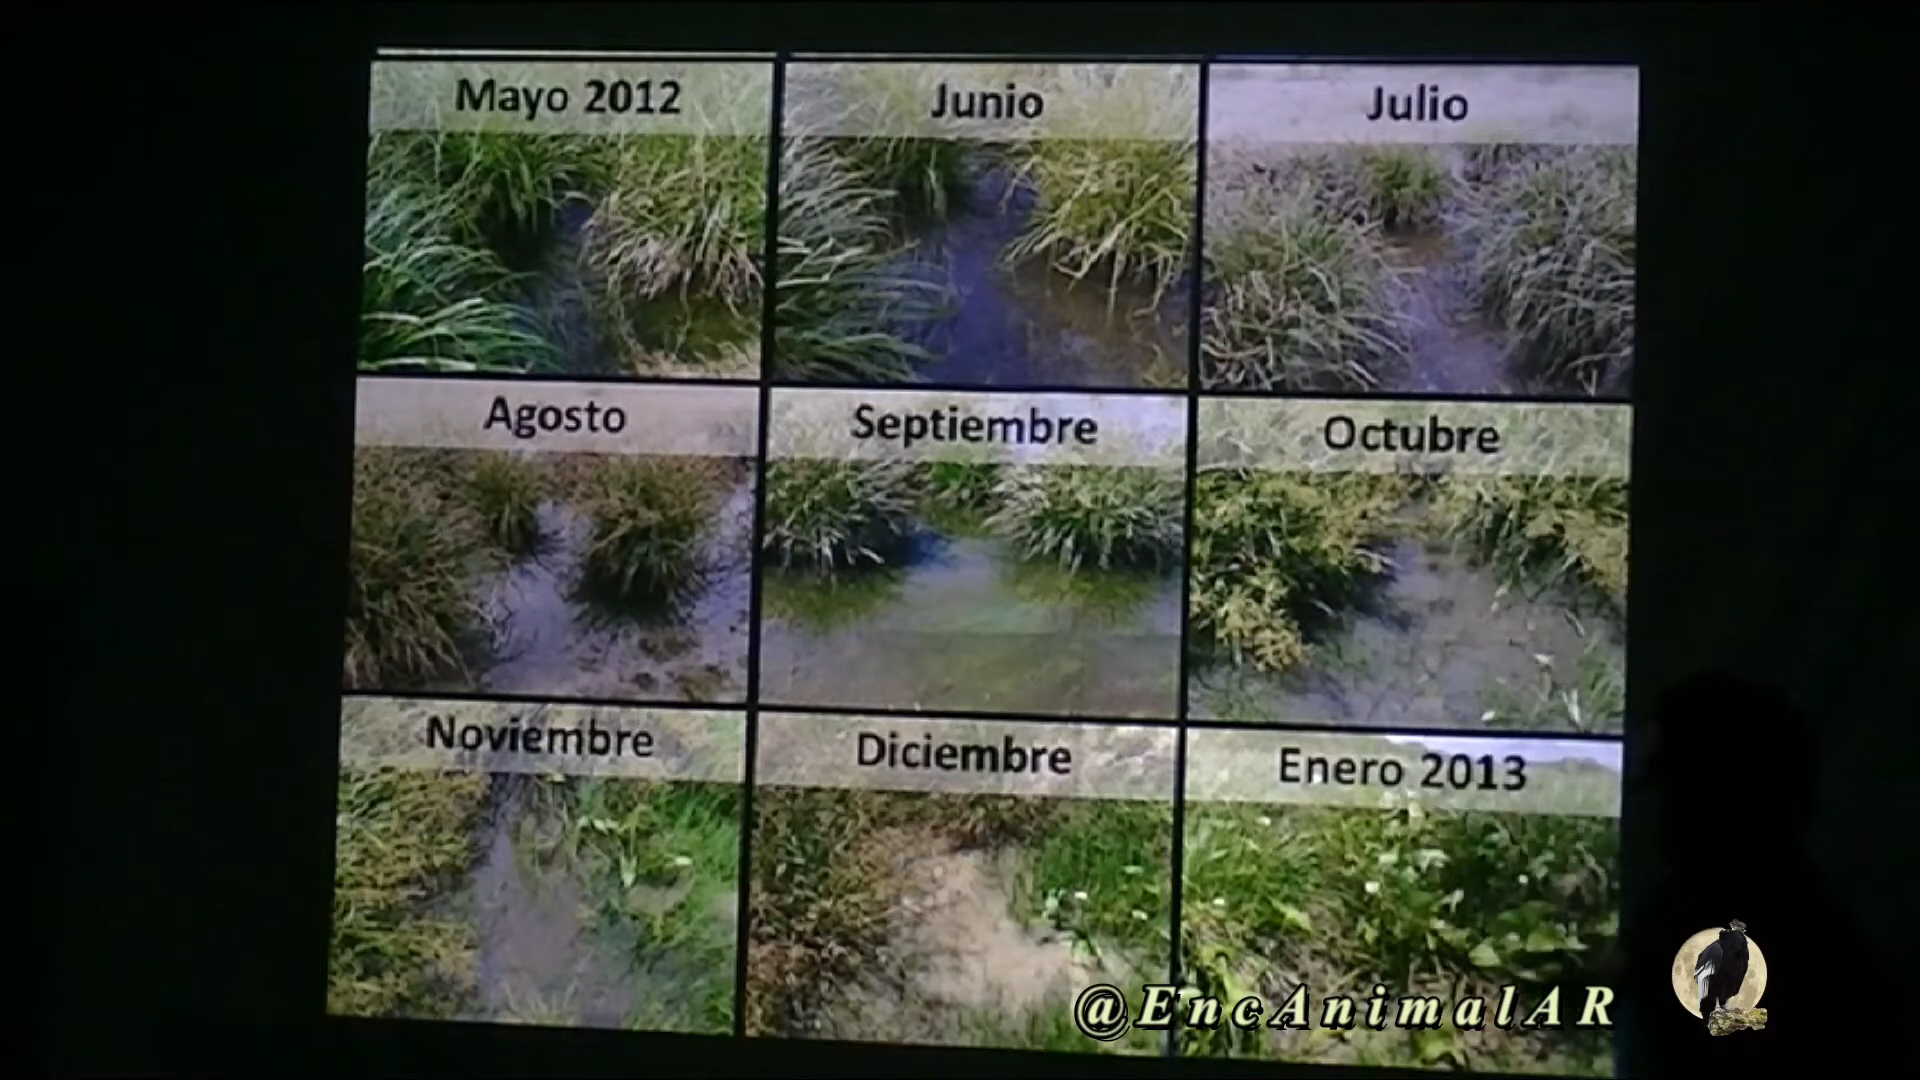 Mayo 2012
Junio
Julio
Agosto
Septiembre
Octubre
Noviembre
Diciembre
Enero 2013
@EncAnimalAR